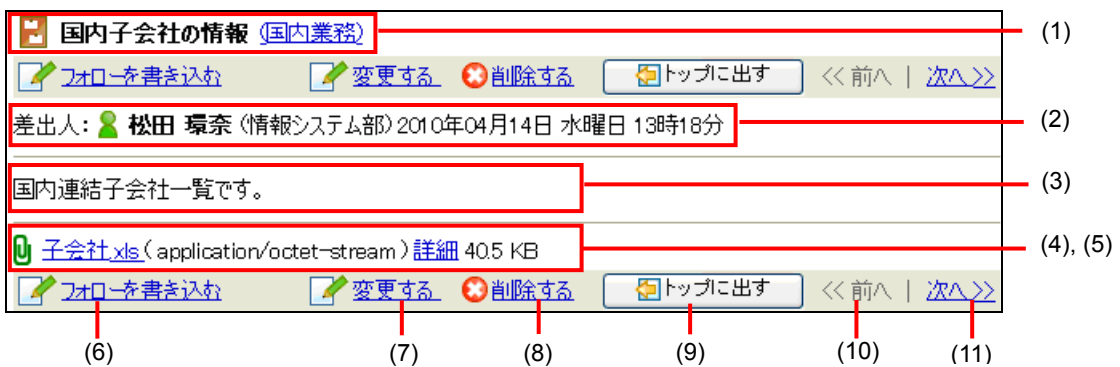 国内子会社の情報 (国内業務)
(1)
フォローを書き込む 変更する 削除する トップに出す << 前へ | 次へ >>
差出人: 松田 環奈 (情報システム部) 2010年04月14日 水曜日 13時18分
(2)
国内連結子会社一覧です。
(3)
子会社.xls ( application/octet-stream ) 詳細 40.5 KB
(4), (5)
フォローを書き込む 変更する 削除する トップに出す << 前へ | 次へ >>
(6) (7) (8) (9) (10) (11)